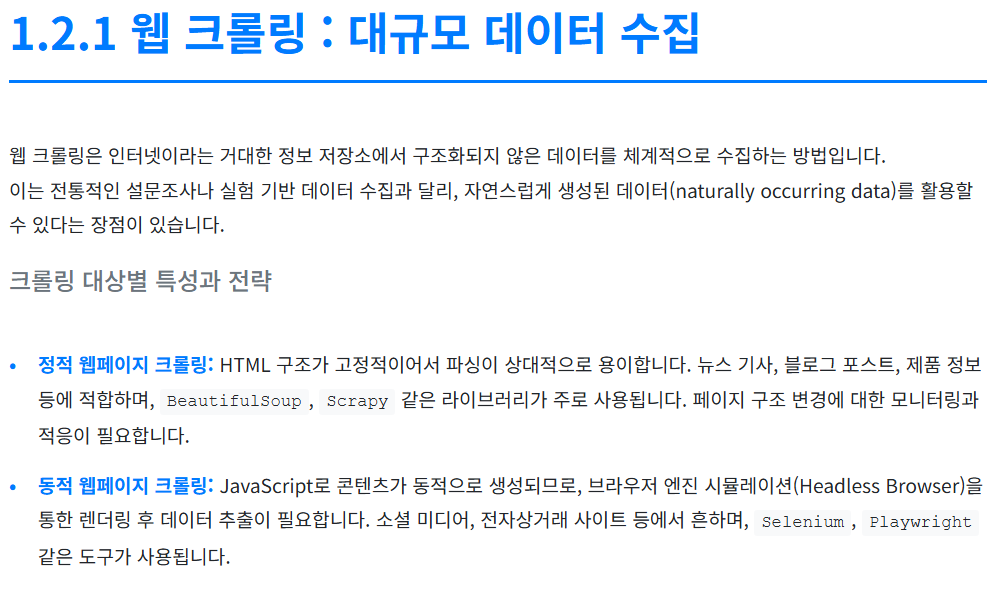 1.2.1 웹 크롤링 : 대규모 데이터 수집
웹 크롤링은 인터넷이라는 거대한 정보 저장소에서 구조화되지 않은 데이터를 체계적으로 수집하는 방법입니다.
이는 전통적인 설문조사나 실험 기반 데이터 수집과 달리, 자연스럽게 생성된 데이터(naturally occurring data)를 활용할
수 있다는 장점이 있습니다.
크롤링 대상별 특성과 전략
• 정적 웹페이지 크롤링: HTML 구조가 고정적이어서 파싱이 상대적으로 용이합니다. 뉴스 기사, 블로그 포스트, 제품 정보
등에 적합하며, BeautifulSoup , Scrapy 같은 라이브러리가 주로 사용됩니다. 페이지 구조 변경에 대한 모니터링과
적응이 필요합니다.
• 동적 웹페이지 크롤링: JavaScript로 콘텐츠가 동적으로 생성되므로, 브라우저 엔진 시뮬레이션(Headless Browser)을
통한 렌더링 후 데이터 추출이 필요합니다. 소셜 미디어, 전자상거래 사이트 등에서 흔하며, Selenium , Playwright
같은 도구가 사용됩니다.